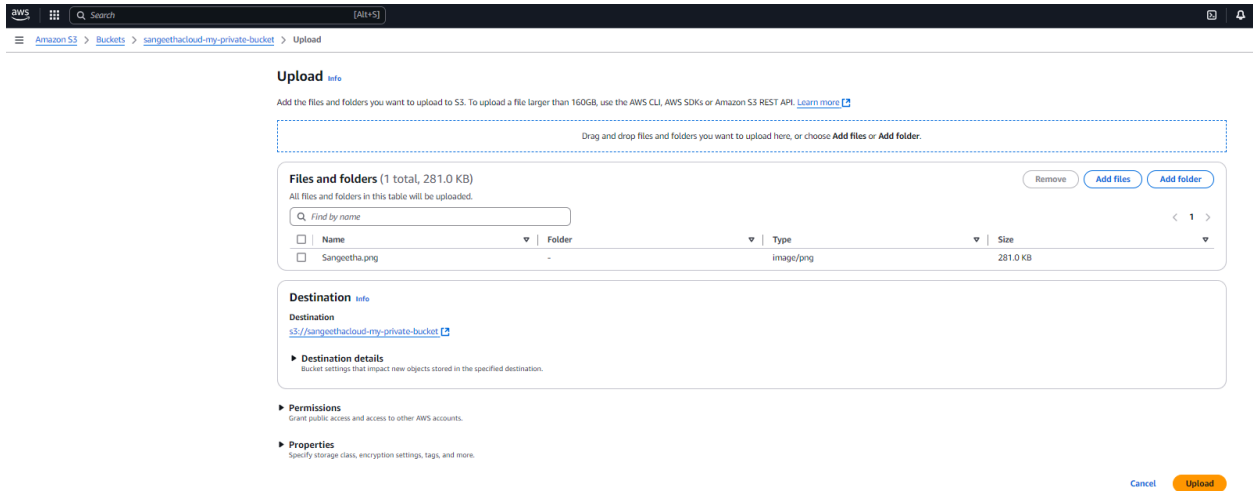 aws Search [Alt+S]
Amazon S3 > Buckets > sangeethacloud-my-private-bucket > Upload
Upload Info
Add the files and folders you want to upload to S3. To upload a file larger than 160GB, use the AWS CLI, AWS SDKs or Amazon S3 REST API. Learn more
Drag and drop files and folders you want to upload here, or choose Add files or Add folder.
Files and folders (1 total, 281.0 KB) Remove Add files Add folder
All files and folders in this table will be uploaded.
Find by name < 1 >
Name Folder Type Size
Sangeetha.png - image/png 281.0 KB
Destination Info
Destination
s3://sangeethacloud-my-private-bucket
Destination details
Bucket settings that impact new objects stored in the specified destination.
Permissions
Grant public access and access to other AWS accounts.
Properties
Specify storage class, encryption settings, tags, and more.
Cancel Upload